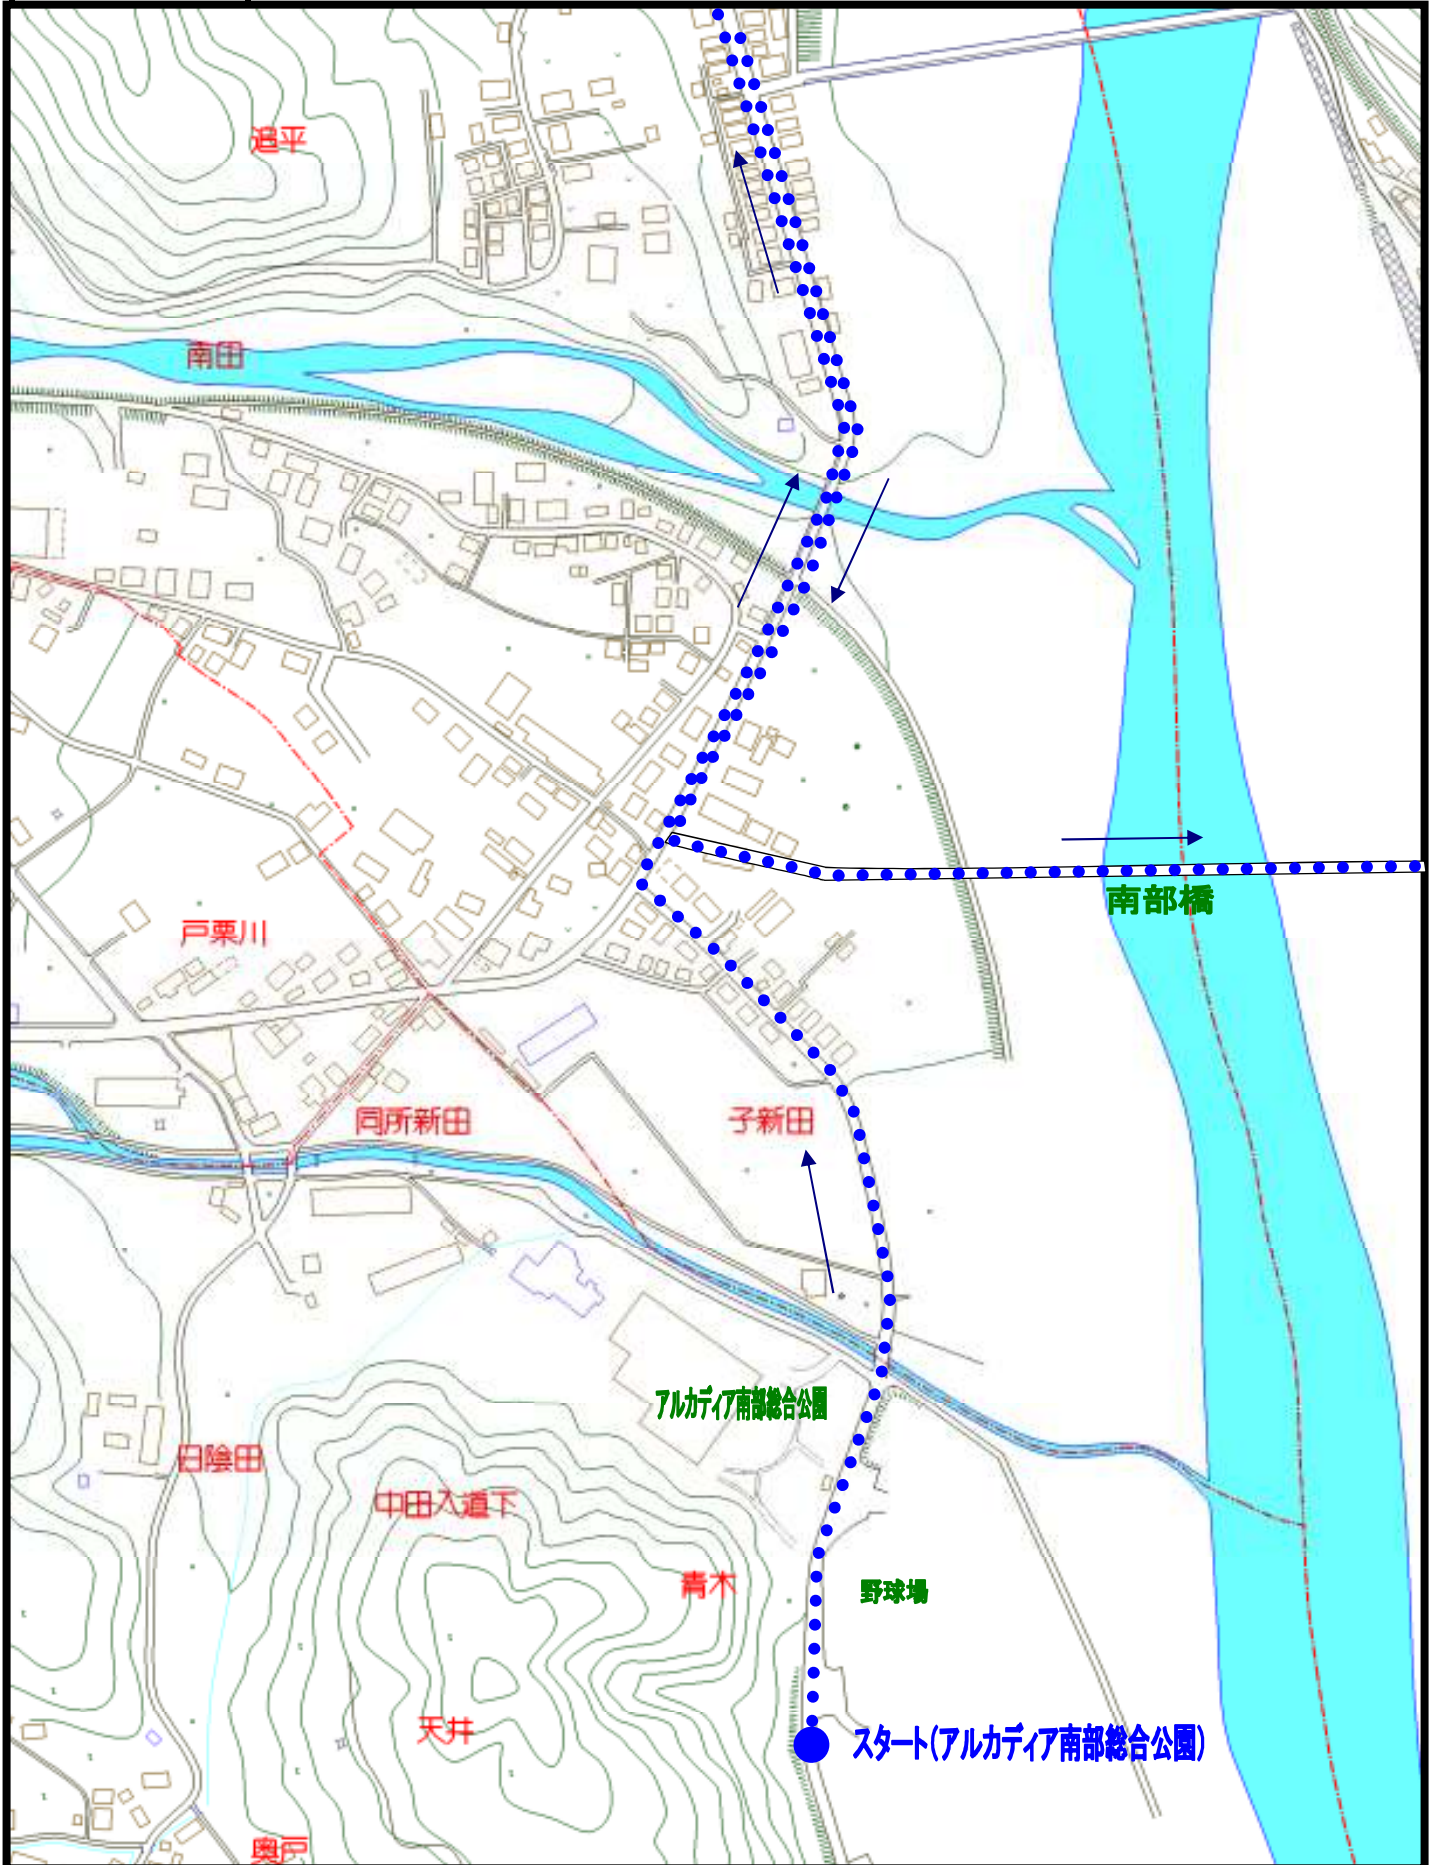 追平
南田
南部橋
戸栗川
同所新田
子新田
アルカディア南部総合公園
日陰田
中田入道下
青木
野球場
天井
スタート(アルカディア南部総合公園)
奥戸